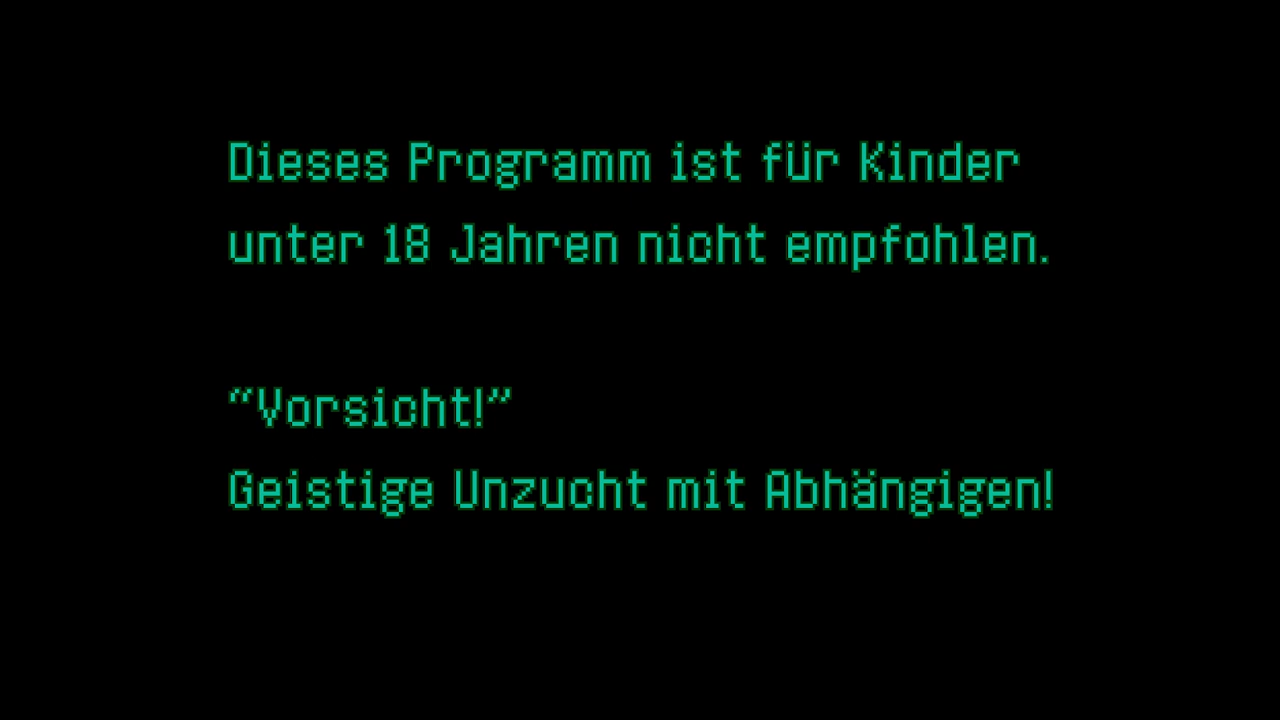 Dieses Programm ist für Kinder
unter 18 Jahren nicht empfohlen.
“Vorsicht!”
Geistige Unzucht mit Abhängigen!